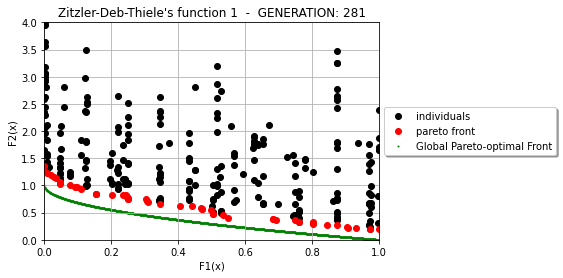 Zitzler-Deb-Thiele's function 1  -  GENERATION: 281
4.0
3.5
3.0
2.5
2.0
1.5
1.0
0.5
0.0
F2(x)
0.0 0.2 0.4 0.6 0.8 1.0
F1(x)
individuals
pareto front
Global Pareto-optimal Front